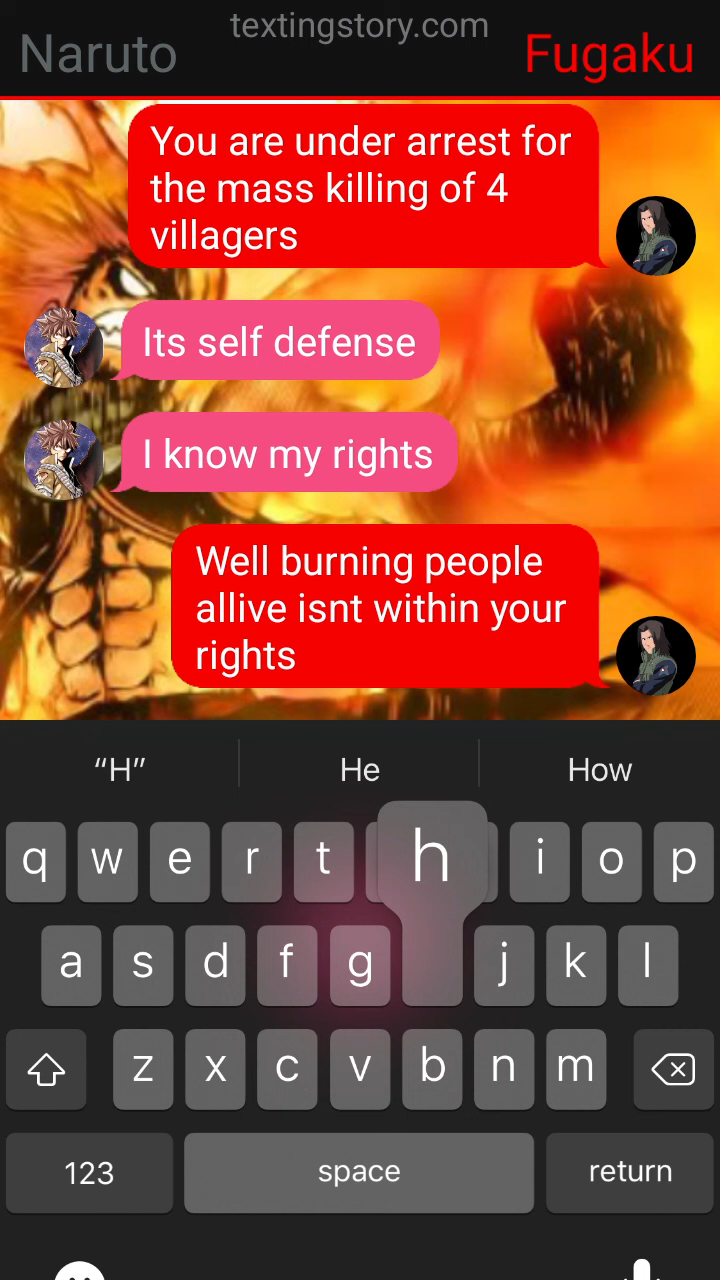 textingstory.com
Naruto
Fugaku
You are under arrest for
the mass killing of 4
villagers
Its self defense
I know my rights
Well burning people
allive isnt within your
rights
“H”
He
How
q w e r t i o p
h
a s d f g j k l
z x c v b n m
123
space
return